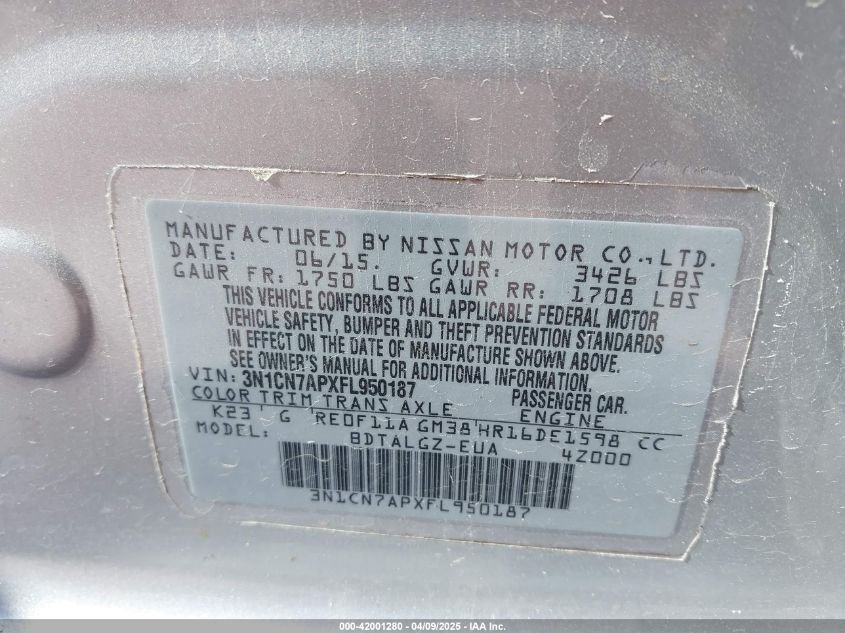 MANUFACTURED BY NISSAN MOTOR CO., LTD.
DATE: 06/15. GVWR: 3426 LBS
GAWR FR: 1750 LBS GAWR RR: 1708 LBS
THIS VEHICLE CONFORMS TO ALL APPLICABLE FEDERAL MOTOR
VEHICLE SAFETY, BUMPER AND THEFT PREVENTION STANDARDS
IN EFFECT ON THE DATE OF MANUFACTURE SHOWN ABOVE.
SEE OWNER'S MANUAL FOR ADDITIONAL INFORMATION.
VIN: 3N1CN7APXFL950187 PASSENGER CAR.
COLOR TRIM TRANS AXLE ENGINE
K23 ' G 'RE0F11A GM38'HR16DE1598 CC
MODEL: BDTALGZ-EUA 4Z000
3N1CN7APXFL950187
000-42001280 - 04/09/2025 - IAA Inc.